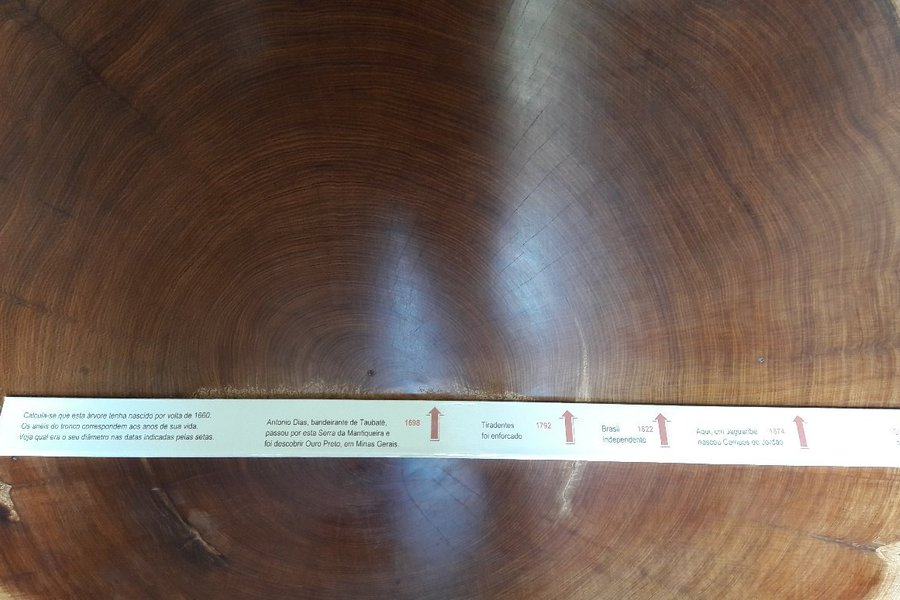 Calcula-se que esta árvore tenha nascido por volta de 1660.
Os anéis do tronco correspondem aos anos de sua vida.
Veja qual era o seu diâmetro nas datas indicadas pelas setas.
Antonio Dias, bandeirante de Taubaté,
passou por esta Serra da Mantiqueira e
foi descobrir Ouro Preto, em Minas Gerais.
1698
Tiradentes
foi enforcado
1792
Brasil
Independente
1822
Aqui, em Jaguaribe
nasceu Campos do Jordão
1874